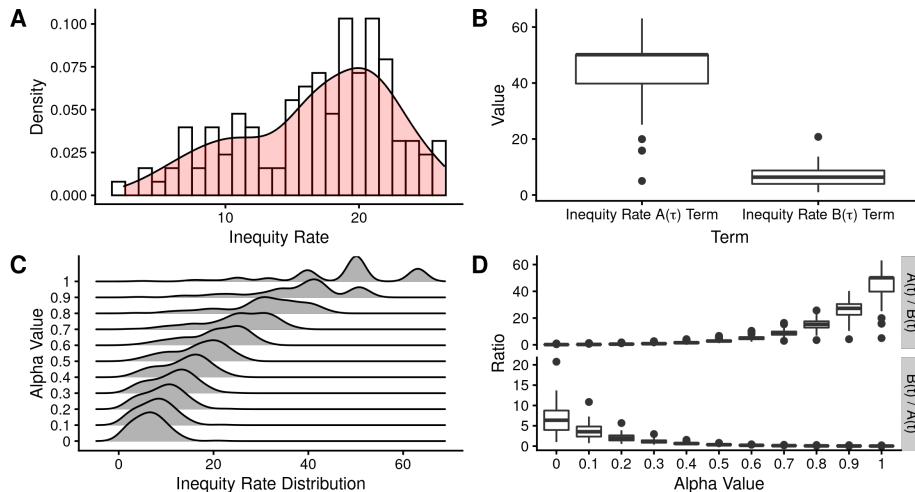 A
0.100
0.075
0.050
0.025
0.000
Density
10 20
Inequity Rate
B
60
40
20
0
Value
Inequity Rate A(τ) Term Inequity Rate B(τ) Term
Term
C
1
0.9
0.8
0.7
0.6
0.5
0.4
0.3
0.2
0.1
0
Alpha Value
0 20 40 60
Inequity Rate Distribution
D
60
40
20
0
A(t) / B(t)
Ratio
20
15
10
5
0
B(t) / A(t)
0 0.1 0.2 0.3 0.4 0.5 0.6 0.7 0.8 0.9 1
Alpha Value